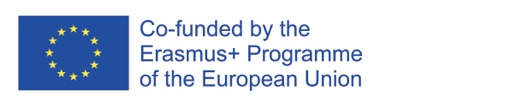 Co-funded by the
Erasmus+ Programme
of the European Union